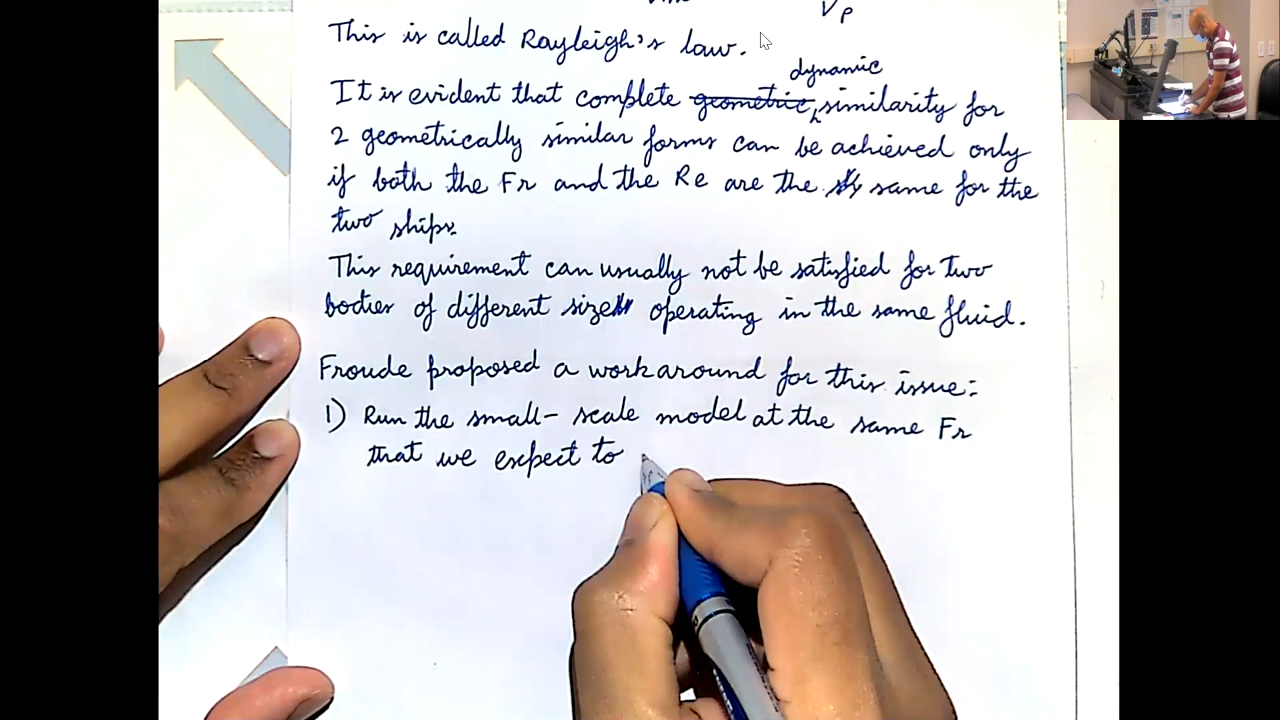 Vp
This is called Rayleigh's law.
dynamic
It is evident that complete geometric similarity for
2 geometrically similar forms can be achieved only
if both the Fr and the Re are the same for the
two ships.
This requirement can usually not be satisfied for two
bodies of different size operating in the same fluid.
Froude proposed a workaround for this issue:
1) Run the small-scale model at the same Fr
that we expect to